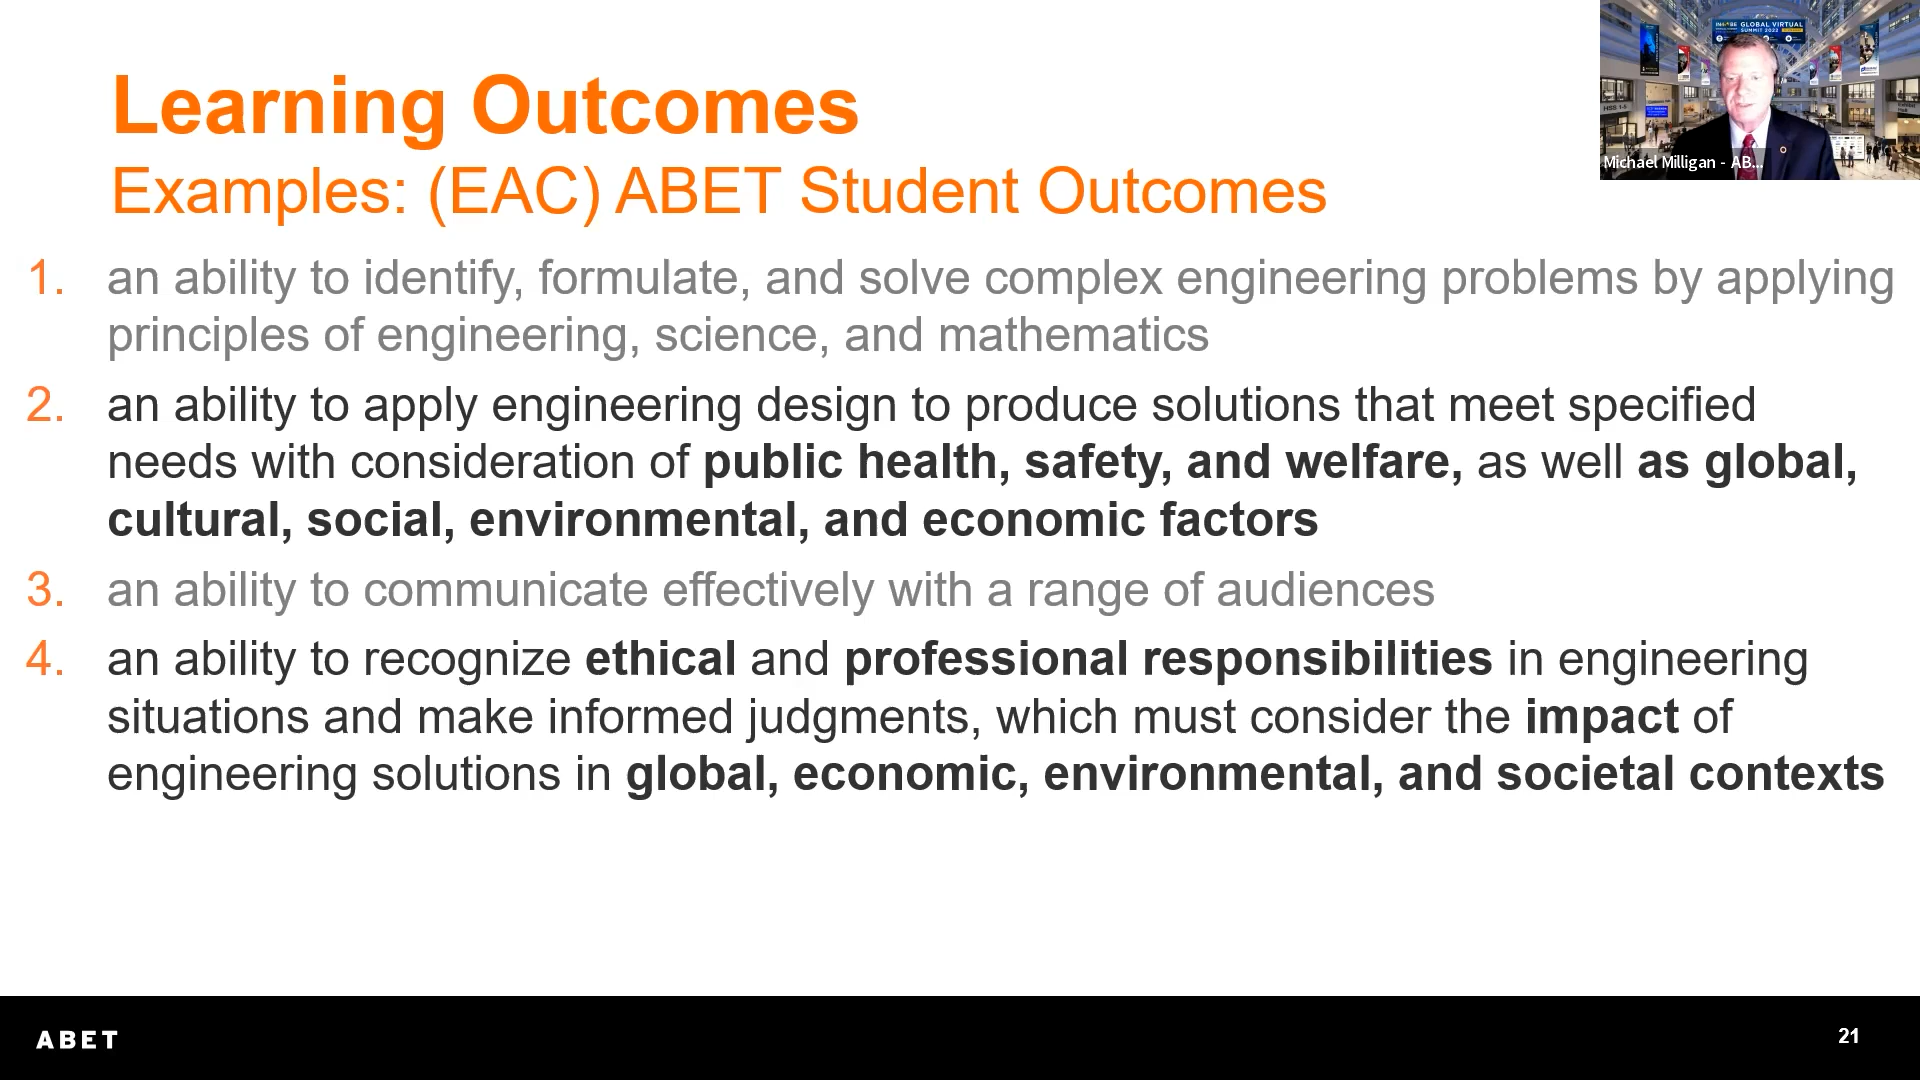 Learning Outcomes
Examples: (EAC) ABET Student Outcomes
GLOBAL VIRTUAL
SUMMIT 2022
Michael Milligan - AB...
1. an ability to identify, formulate, and solve complex engineering problems by applying
principles of engineering, science, and mathematics
2. an ability to apply engineering design to produce solutions that meet specified
needs with consideration of public health, safety, and welfare, as well as global,
cultural, social, environmental, and economic factors
3. an ability to communicate effectively with a range of audiences
4. an ability to recognize ethical and professional responsibilities in engineering
situations and make informed judgments, which must consider the impact of
engineering solutions in global, economic, environmental, and societal contexts
ABET
21